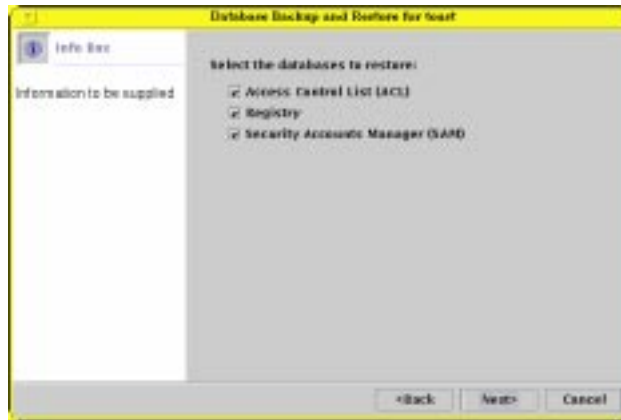 Database Backup and Restore for toast
Info Box
Information to be supplied
Select the databases to restore:
Access Control List (ACL)
Registry
Security Accounts Manager (SAM)
<Back
Next>
Cancel